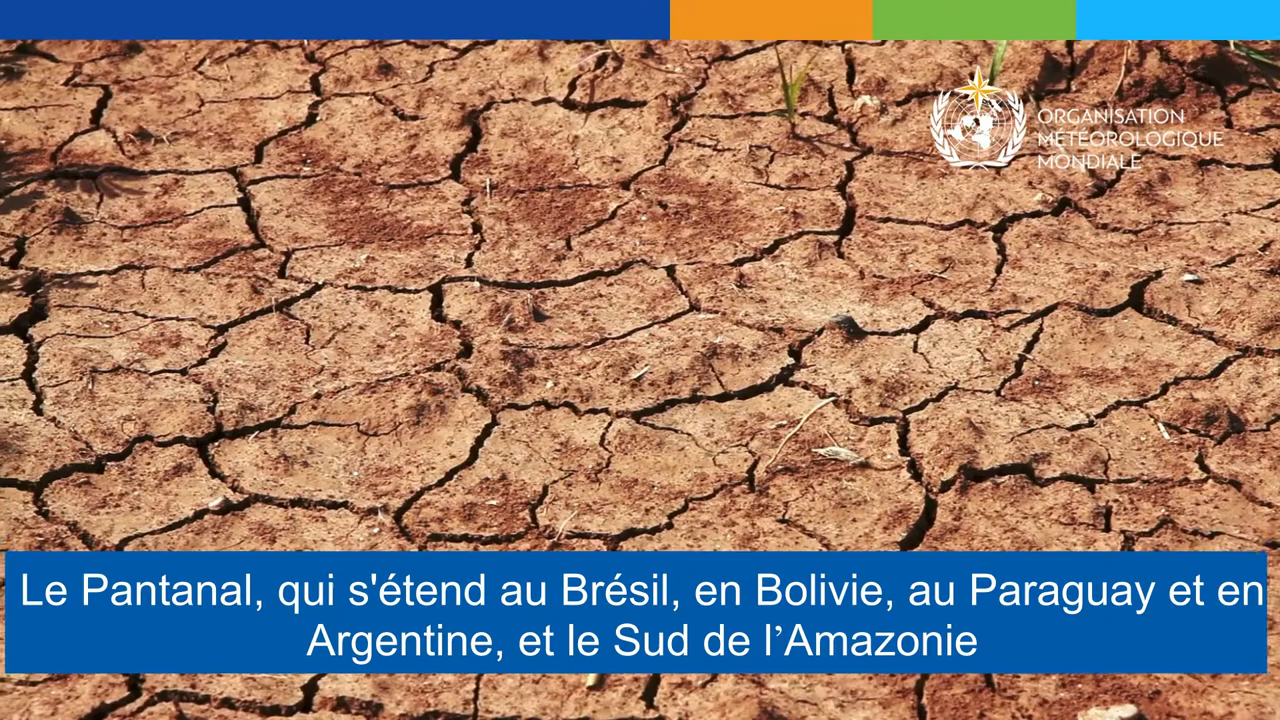 ORGANISATION
MÉTÉOROLOGIQUE
MONDIALE
Le Pantanal, qui s'étend au Brésil, en Bolivie, au Paraguay et en
Argentine, et le Sud de l’Amazonie